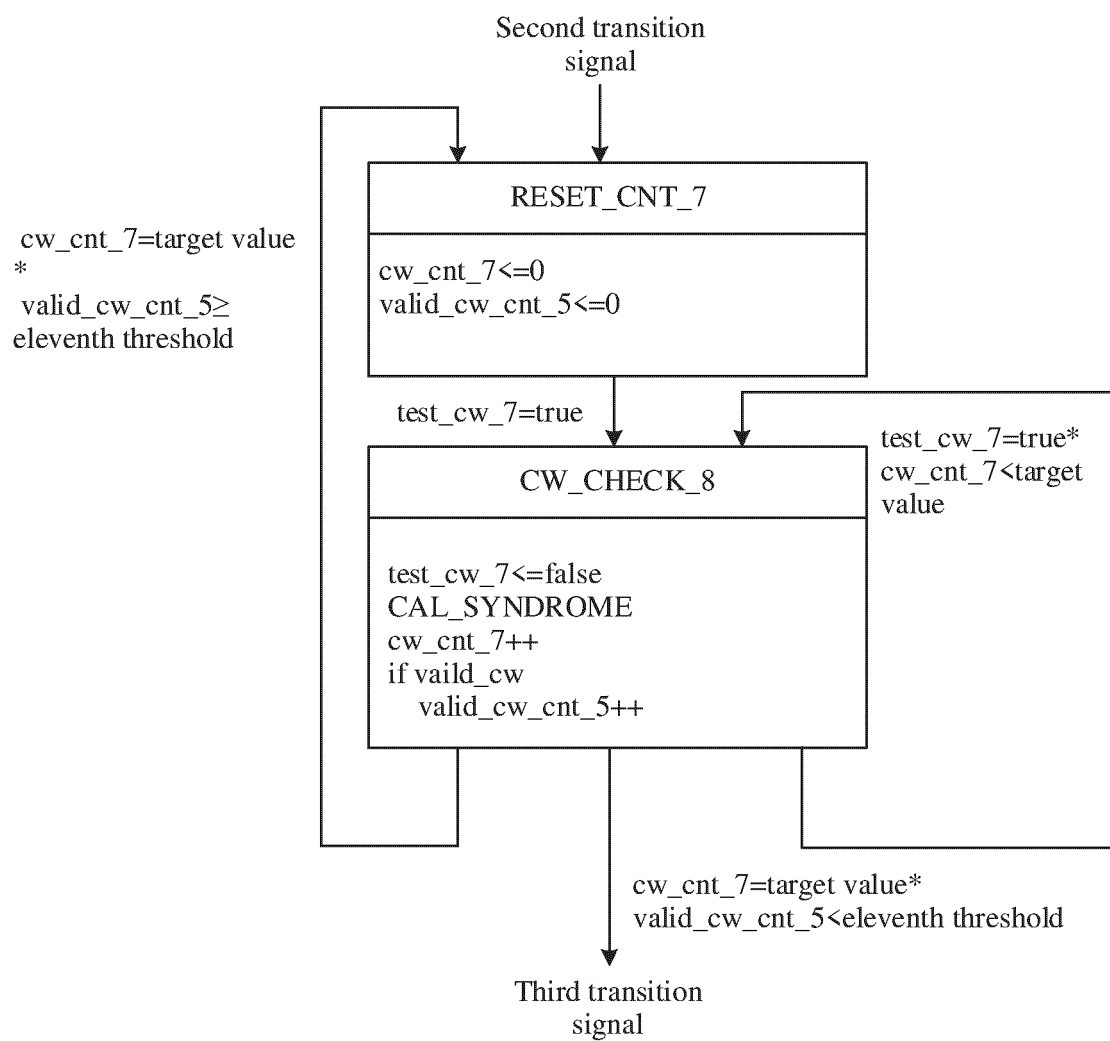 Second transition
signal
RESET_CNT_7
cw_cnt_7=target value
*
valid_cw_cnt_5≥
eleventh threshold
cw_cnt_7<=0
valid_cw_cnt_5<=0
test_cw_7=true
test_cw_7=true*
cw_cnt_7<target
value
CW_CHECK_8
test_cw_7<=false
CAL_SYNDROME
cw_cnt_7++
if vaild_cw
valid_cw_cnt_5++
cw_cnt_7=target value*
valid_cw_cnt_5<eleventh threshold
Third transition
signal